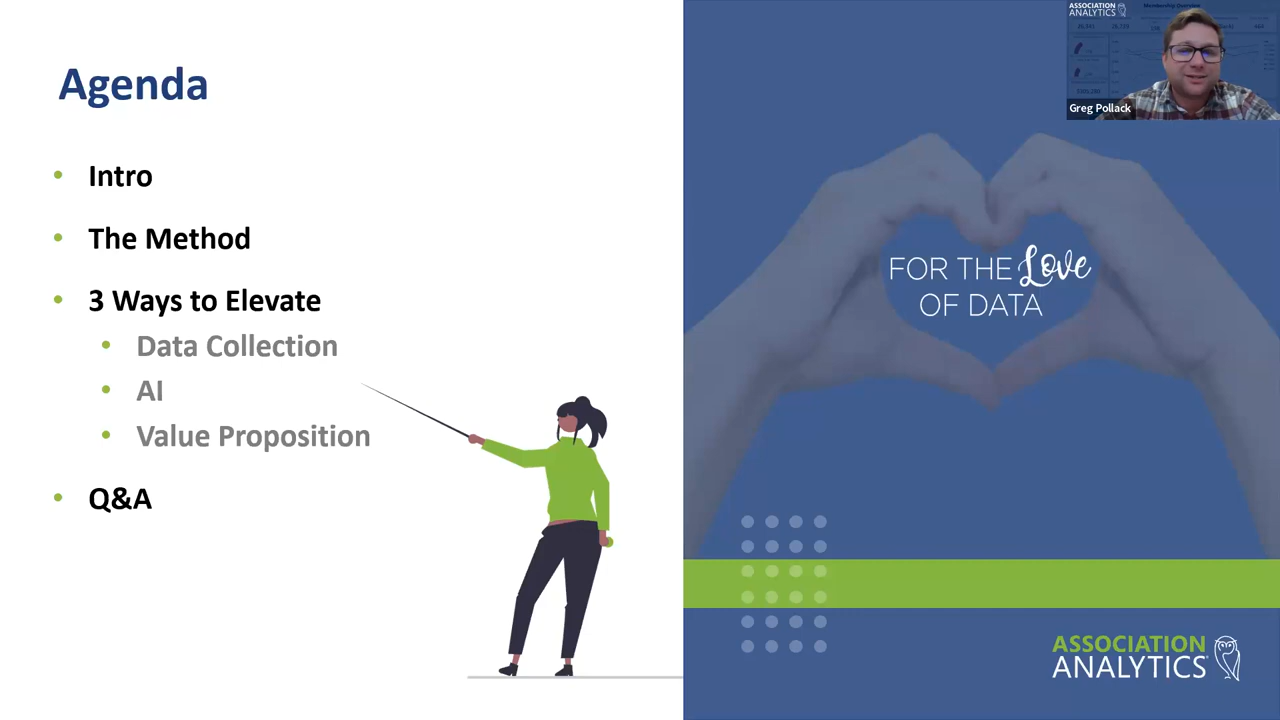 Agenda
• Intro
• The Method
• 3 Ways to Elevate
• Data Collection
• AI
• Value Proposition
• Q&A
ASSOCIATION
ANALYTICS
Greg Pollack
FOR THE Love
OF DATA
ASSOCIATION
ANALYTICS